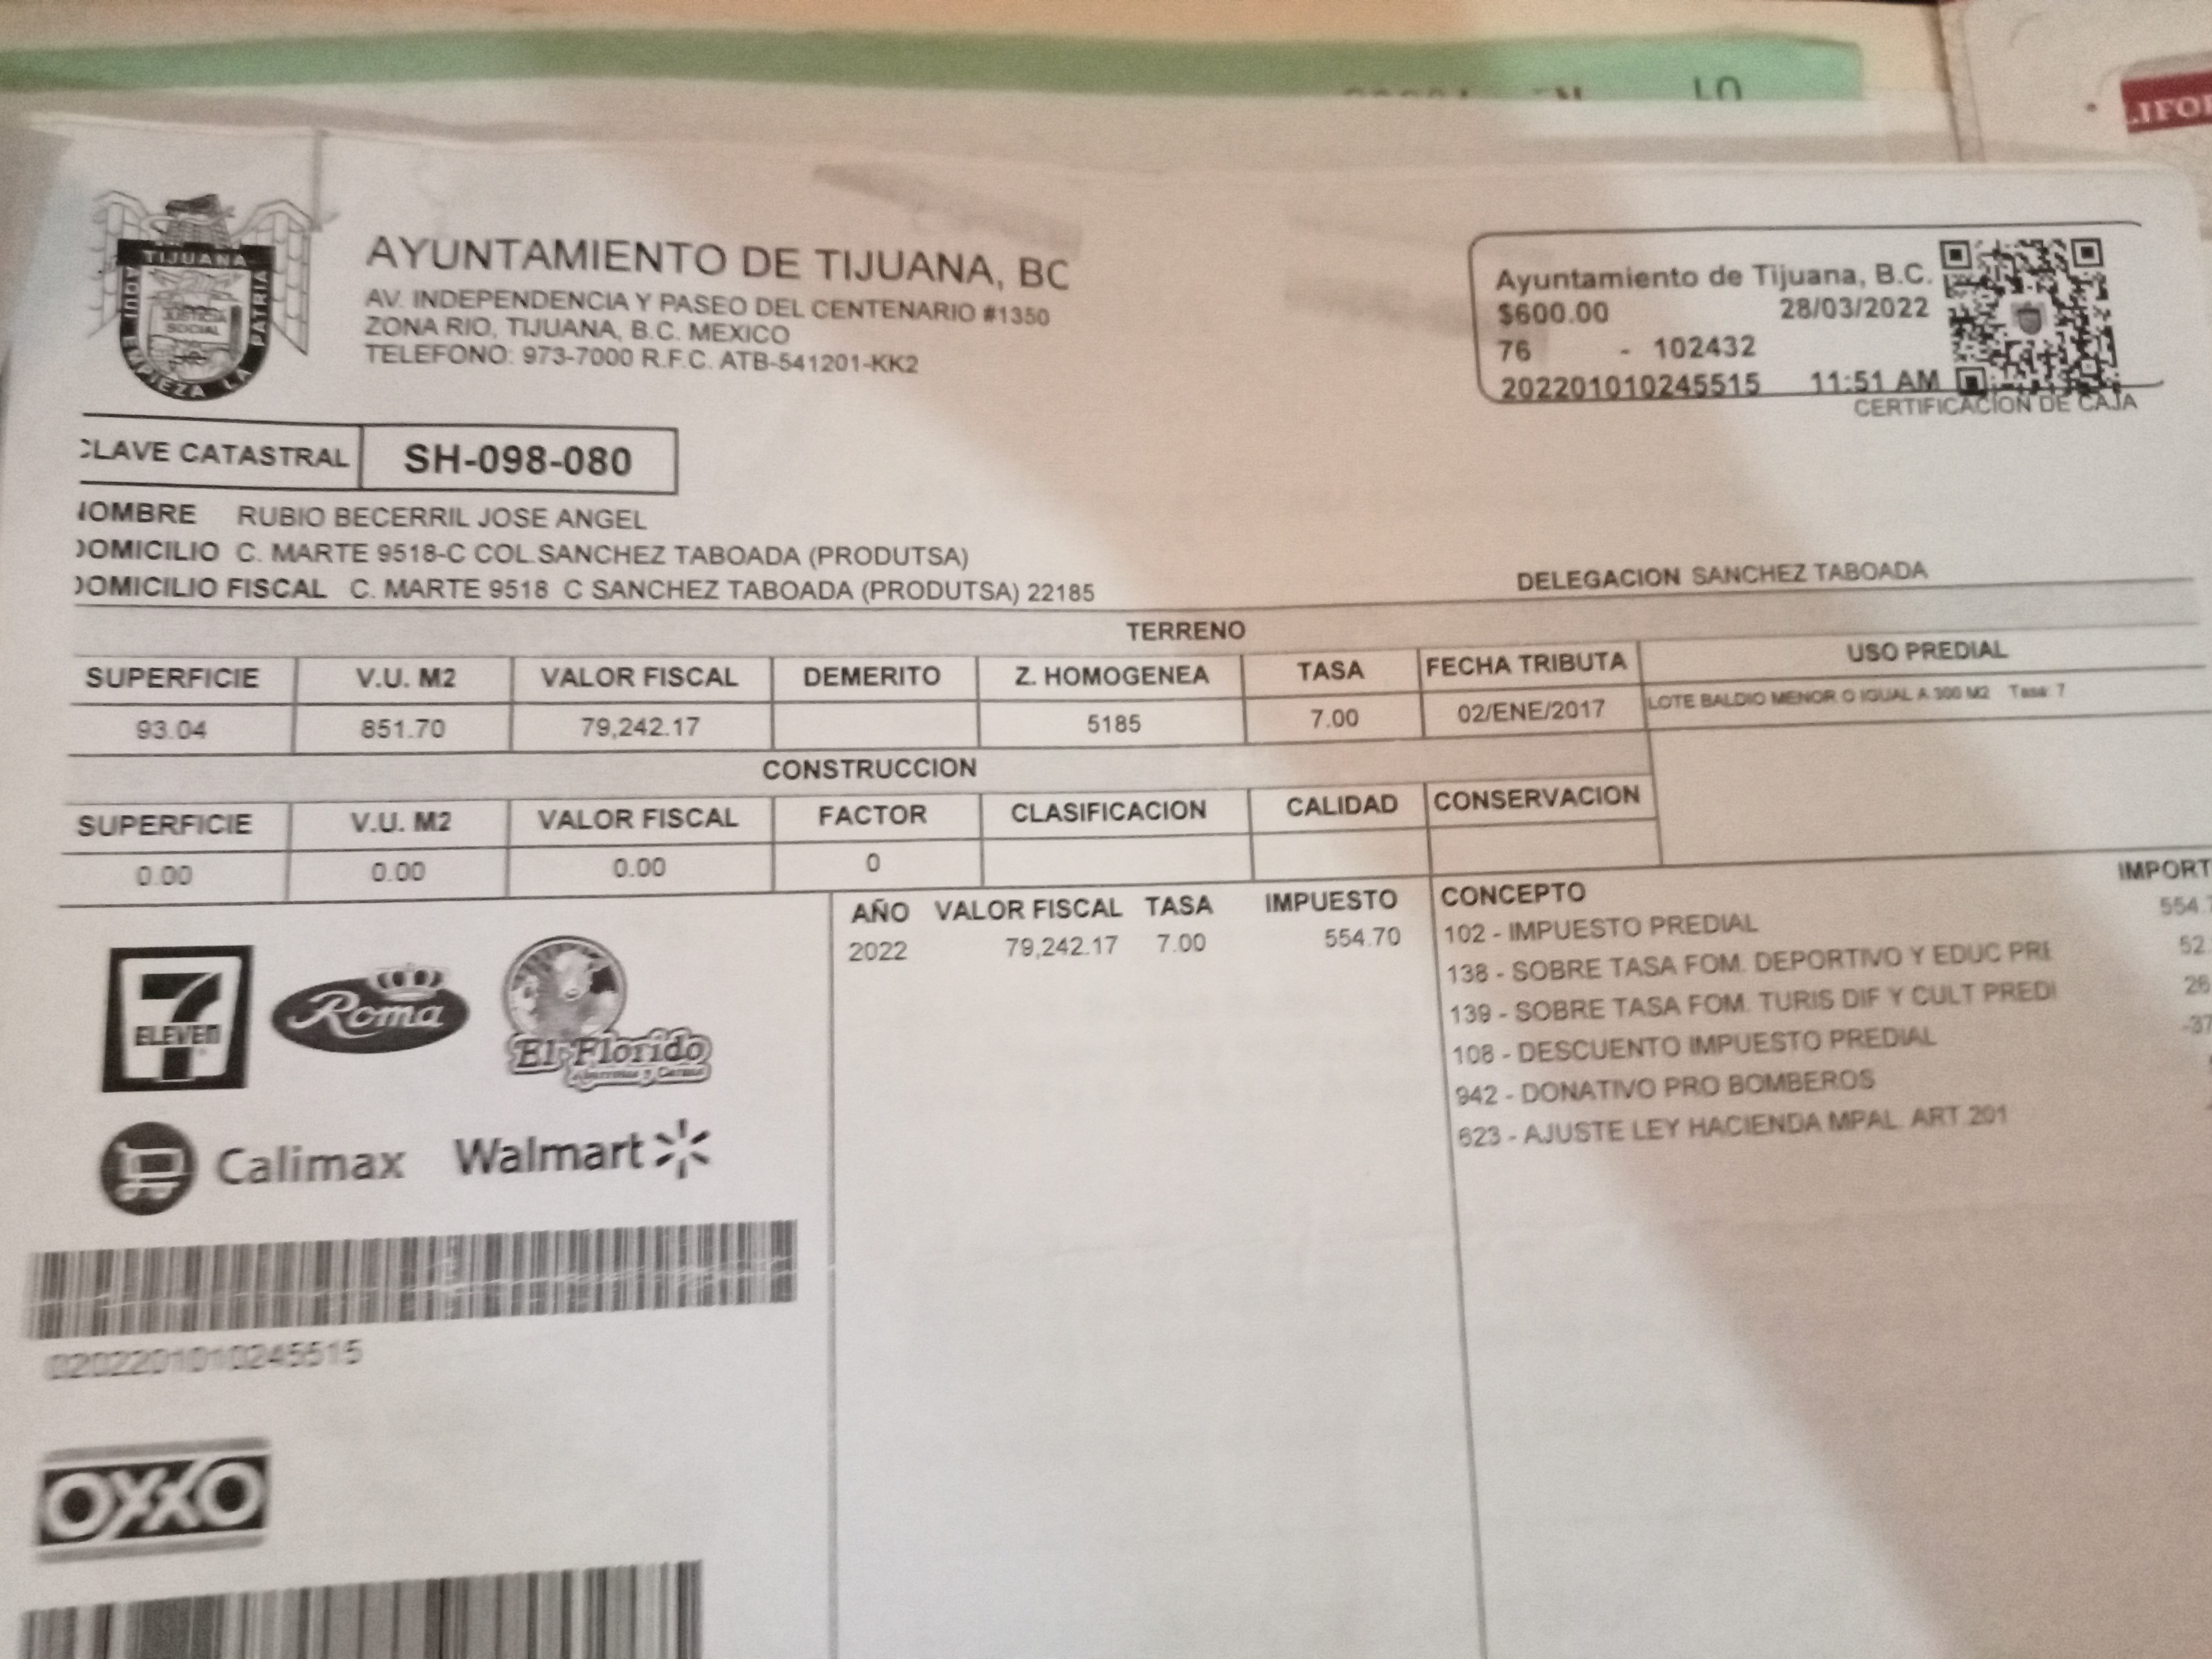 LO
LIFOR
TIJUANA
AQUI EMPIEZA LA PATRIA
JUSTICIA
SOCIAL
AYUNTAMIENTO DE TIJUANA, BC
AV. INDEPENDENCIA Y PASEO DEL CENTENARIO #1350
ZONA RIO, TIJUANA, B.C. MEXICO
TELEFONO: 973-7000 R.F.C. ATB-541201-KK2
Ayuntamiento de Tijuana, B.C.
$600.00 28/03/2022
76 - 102432
202201010245515 11:51 AM
CERTIFICACION DE CAJA
CLAVE CATASTRAL SH-098-080
NOMBRE RUBIO BECERRIL JOSE ANGEL
DOMICILIO C. MARTE 9518-C COL.SANCHEZ TABOADA (PRODUTSA)
DOMICILIO FISCAL C. MARTE 9518 C SANCHEZ TABOADA (PRODUTSA) 22185
DELEGACION SANCHEZ TABOADA
TERRENO
SUPERFICIE V.U. M2 VALOR FISCAL DEMERITO Z. HOMOGENEA TASA FECHA TRIBUTA USO PREDIAL
93.04 851.70 79,242.17 5185 7.00 02/ENE/2017 LOTE BALDIO MENOR O IGUAL A 300 M2 Tasa: 7
CONSTRUCCION
SUPERFICIE V.U. M2 VALOR FISCAL FACTOR CLASIFICACION CALIDAD CONSERVACION
0.00 0.00 0.00 0
AÑO VALOR FISCAL TASA IMPUESTO
2022 79,242.17 7.00 554.70
CONCEPTO IMPORT
102 - IMPUESTO PREDIAL 554.7
138 - SOBRE TASA FOM. DEPORTIVO Y EDUC PRE 52.
139 - SOBRE TASA FOM. TURIS DIF Y CULT PREDI 26
108 - DESCUENTO IMPUESTO PREDIAL -37
942 - DONATIVO PRO BOMBEROS
623 - AJUSTE LEY HACIENDA MPAL. ART 201
7 ELEVEN
Roma
El Florido
Abarrotes y Carnes
Calimax
Walmart
0202201010245515
OXXO